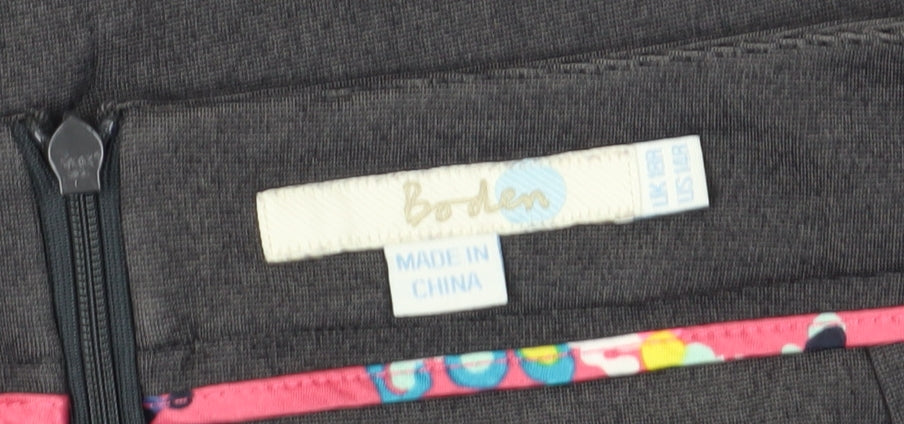 Boden
UK 18R
US 14R
MADE IN
CHINA